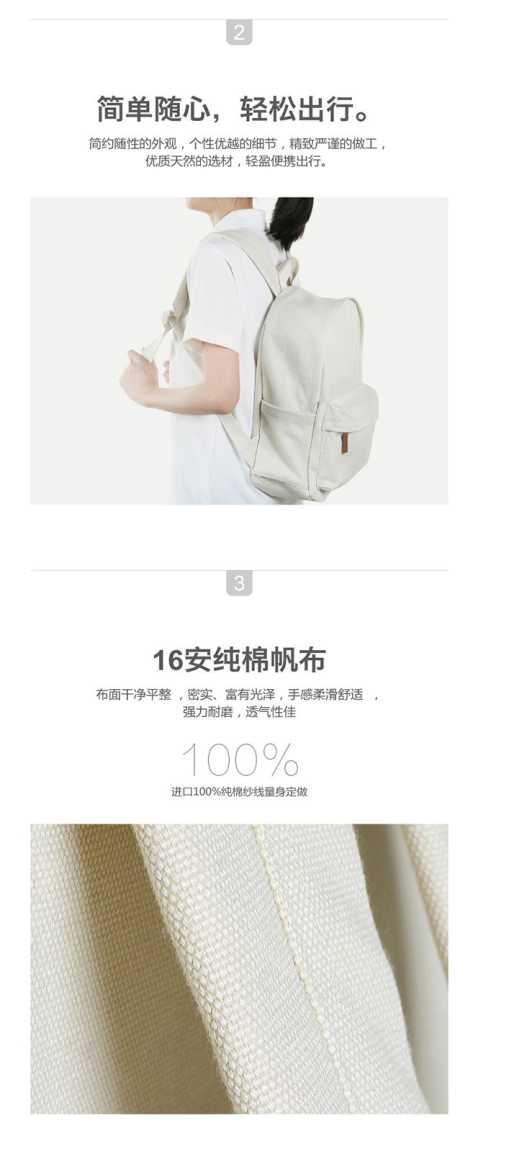 2
简单随心，轻松出行。
简约随性的外观，个性优越的细节，精致严谨的做工，
优质天然的选材，轻盈便携出行。
3
16安纯棉帆布
布面干净平整 ，密实、富有光泽，手感柔滑舒适 ，
强力耐磨，透气性佳
100%
进口100%纯棉纱线量身定做